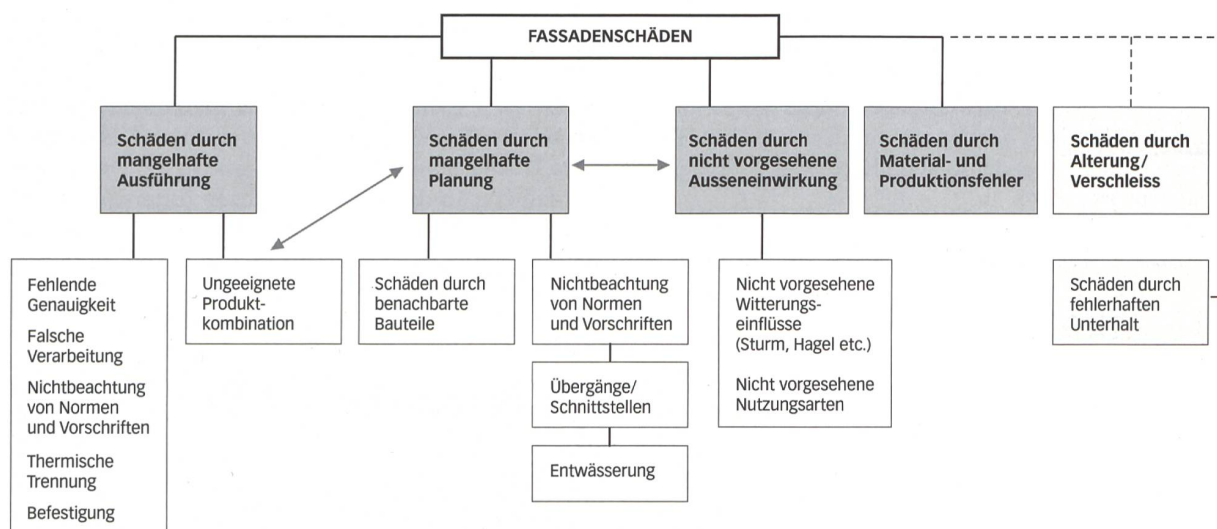 FASSADENSCHÄDEN
Schäden durch
mangelhafte
Ausführung
Schäden durch
mangelhafte
Planung
Schäden durch
nicht vorgesehene
Ausseneinwirkung
Schäden durch
Material- und
Produktionsfehler
Schäden durch
Alterung/
Verschleiss
Fehlende
Genauigkeit
Falsche
Verarbeitung
Nichtbeachtung
von Normen
und Vorschriften
Thermische
Trennung
Befestigung
Ungeeignete
Produkt-
kombination
Schäden durch
benachbarte
Bauteile
Nichtbeachtung
von Normen
und Vorschriften
Übergänge/
Schnittstellen
Entwässerung
Nicht vorgesehene
Witterungs-
einflüsse
(Sturm, Hagel etc.)
Nicht vorgesehene
Nutzungsarten
Schäden durch
fehlerhaften
Unterhalt